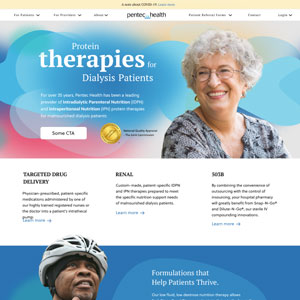 A note about COVID-19: Learn more
For Patients
For Providers
About
pentec health
Patient Referral Forms
Contact
Login
Protein
therapies for
Dialysis Patients
For over 35 years, Pentec Health has been a leading
provider of Intradialytic Parenteral Nutrition (IDPN)
and Intraperitoneal Nutrition (IPN) protein therapies
for malnourished dialysis patients.
Some CTA
National Quality Approval
The Joint Commission
TARGETED DRUG
DELIVERY
Physician-prescribed, patient-specific
medications administered by one of
our highly trained registered nurses or
the doctor into a patient's intrathecal
pump.
Learn more
RENAL
Custom-made, patient-specific IDPN
and IPN therapies prepared to meet
the specific nutrition support needs
of malnourished dialysis patients.
Learn more
503B
By combining the convenience of
outsourcing with the control of
insourcing, your hospital pharmacy
will greatly benefit from Snap-N-Go®
and Dilute-N-Go®, our sterile IV
compounding innovations.
Learn more
Formulations that
Help Patients Thrive.
Our low fluid, low dextrose nutrition therapy allows